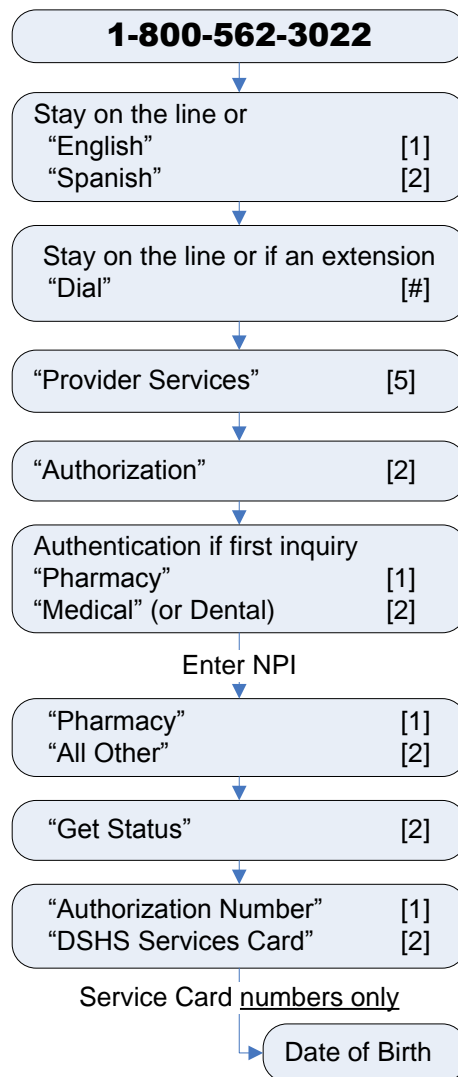 1-800-562-3022
Stay on the line or
“English” [1]
“Spanish” [2]
Stay on the line or if an extension
“Dial” [#]
“Provider Services” [5]
“Authorization” [2]
Authentication if first inquiry
“Pharmacy” [1]
“Medical” (or Dental) [2]
Enter NPI
“Pharmacy” [1]
“All Other” [2]
“Get Status” [2]
“Authorization Number” [1]
“DSHS Services Card” [2]
Service Card numbers only
Date of Birth